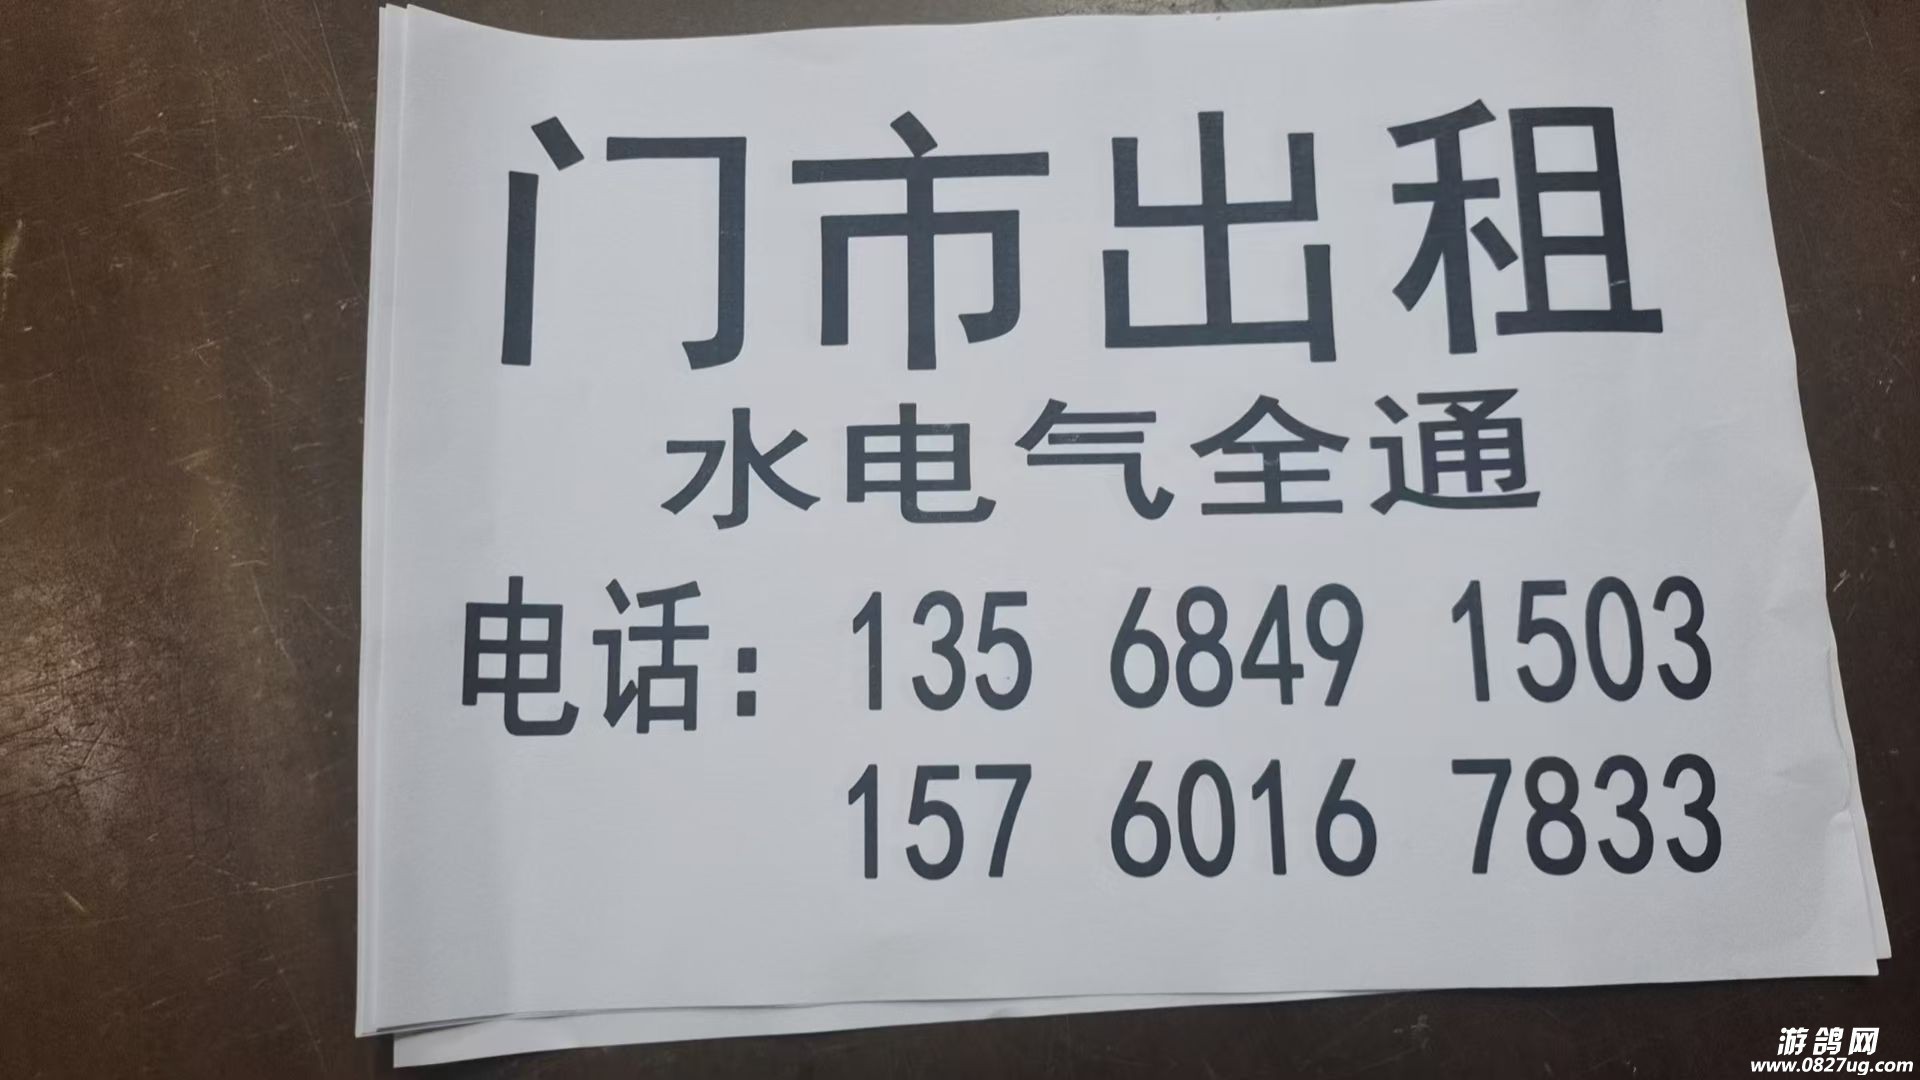 门市出租
水电气全通
电话：135 6849 1503
157 6016 7833
游鸽网
www.0827ug.com